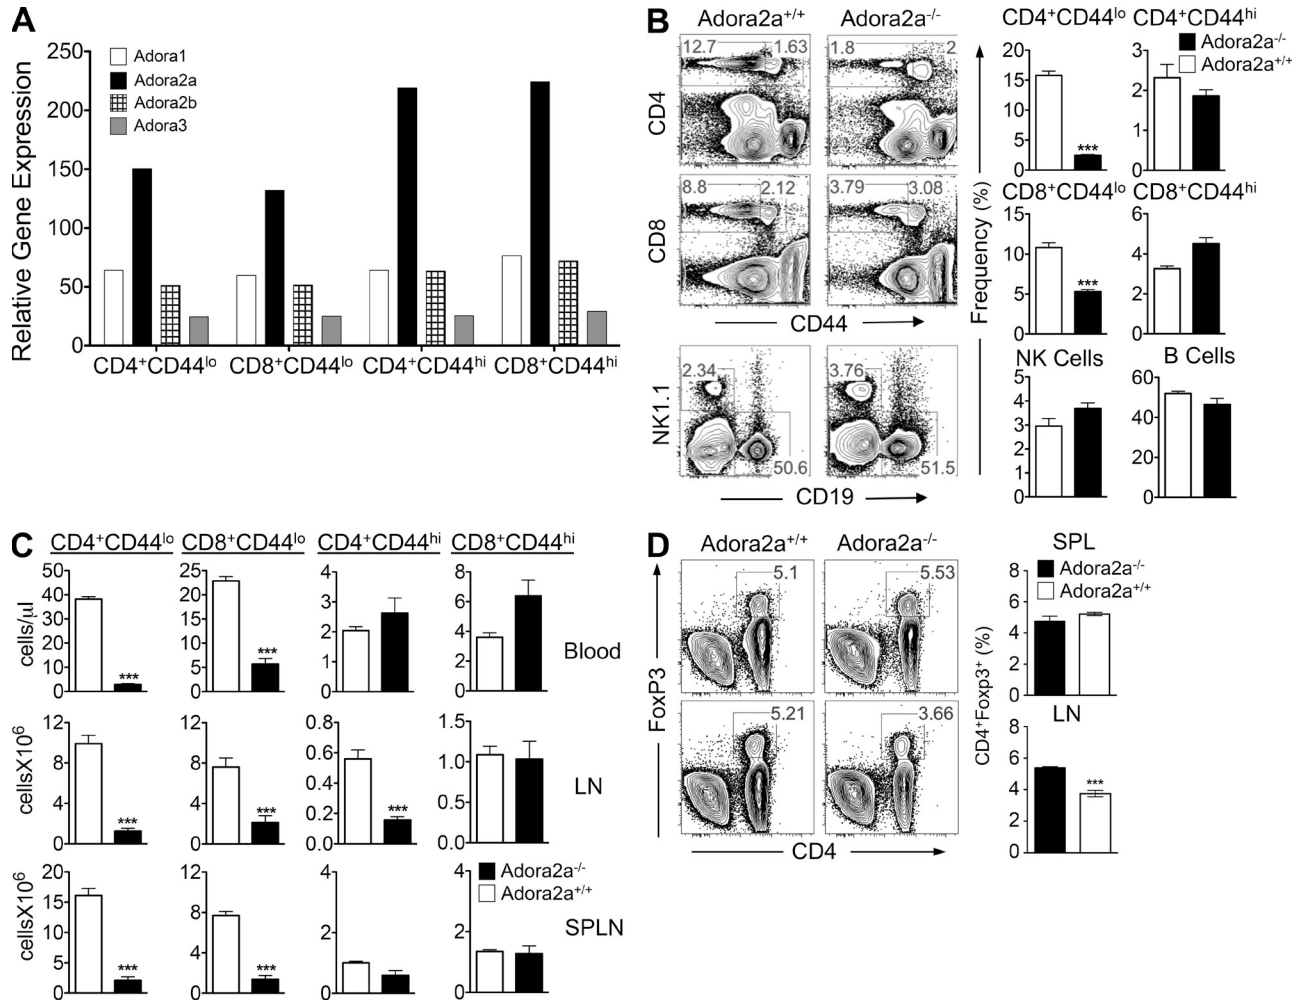 A
Relative Gene Expression
250
200
150
100
50
0
Adora1
Adora2a
Adora2b
Adora3
CD4+CD44lo
CD8+CD44lo
CD4+CD44hi
CD8+CD44hi
B
Adora2a+/+
Adora2a-/-
12.7
1.63
1.8
2
CD4
8.8
2.12
3.79
3.08
CD8
CD44
2.34
3.76
NK1.1
50.6
51.5
CD19
Frequency (%)
CD4+CD44lo
20
15
10
5
0
***
CD4+CD44hi
Adora2a-/-
Adora2a+/+
3
2
1
0
CD8+CD44lo
15
10
5
0
***
CD8+CD44hi
6
4
2
0
NK Cells
5
4
3
2
1
0
B Cells
60
40
20
0
C
CD4+CD44lo
CD8+CD44lo
CD4+CD44hi
CD8+CD44hi
cells/µl
50
40
30
20
10
0
***
25
20
15
10
5
0
***
4
3
2
1
0
8
6
4
2
0
Blood
cellsX106
12
8
4
0
***
12
8
4
0
***
0.8
0.6
0.4
0.2
0.0
***
1.5
1.0
0.5
0.0
LN
cellsX106
20
15
10
5
0
***
12
8
4
0
***
4
2
0
Adora2a-/-
Adora2a+/+
4
2
0
SPLN
D
Adora2a+/+
Adora2a-/-
5.1
5.53
5.21
3.66
FoxP3
CD4
CD4+Foxp3+ (%)
SPL
Adora2a-/-
Adora2a+/+
8
6
4
2
0
LN
8
6
4
2
0
***